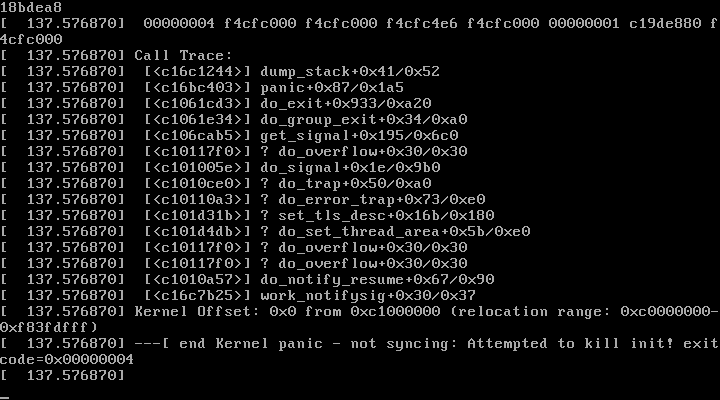 18bdea8
[  137.576870]  00000004 f4cfc000 f4cfc000 f4cfc4e6 f4cfc000 00000001 c19de880 f
4cfc000
[  137.576870] Call Trace:
[  137.576870]  [<c16c1244>] dump_stack+0x41/0x52
[  137.576870]  [<c16bc403>] panic+0x87/0x1a5
[  137.576870]  [<c1061cd3>] do_exit+0x933/0xa20
[  137.576870]  [<c1061e34>] do_group_exit+0x34/0xa0
[  137.576870]  [<c106cab5>] get_signal+0x195/0x6c0
[  137.576870]  [<c10117f0>] ? do_overflow+0x30/0x30
[  137.576870]  [<c101005e>] do_signal+0x1e/0x9b0
[  137.576870]  [<c1010ce0>] ? do_trap+0x50/0xa0
[  137.576870]  [<c10110a3>] ? do_error_trap+0x73/0xe0
[  137.576870]  [<c101d31b>] ? set_tls_desc+0x16b/0x180
[  137.576870]  [<c101d4db>] ? do_set_thread_area+0x5b/0xe0
[  137.576870]  [<c10117f0>] ? do_overflow+0x30/0x30
[  137.576870]  [<c10117f0>] ? do_overflow+0x30/0x30
[  137.576870]  [<c1010a57>] do_notify_resume+0x67/0x90
[  137.576870]  [<c16c7b25>] work_notifysig+0x30/0x37
[  137.576870] Kernel Offset: 0x0 from 0xc1000000 (relocation range: 0xc0000000-
0xf83fdfff)
[  137.576870] ---[ end Kernel panic - not syncing: Attempted to kill init! exit
code=0x00000004
[  137.576870]
_